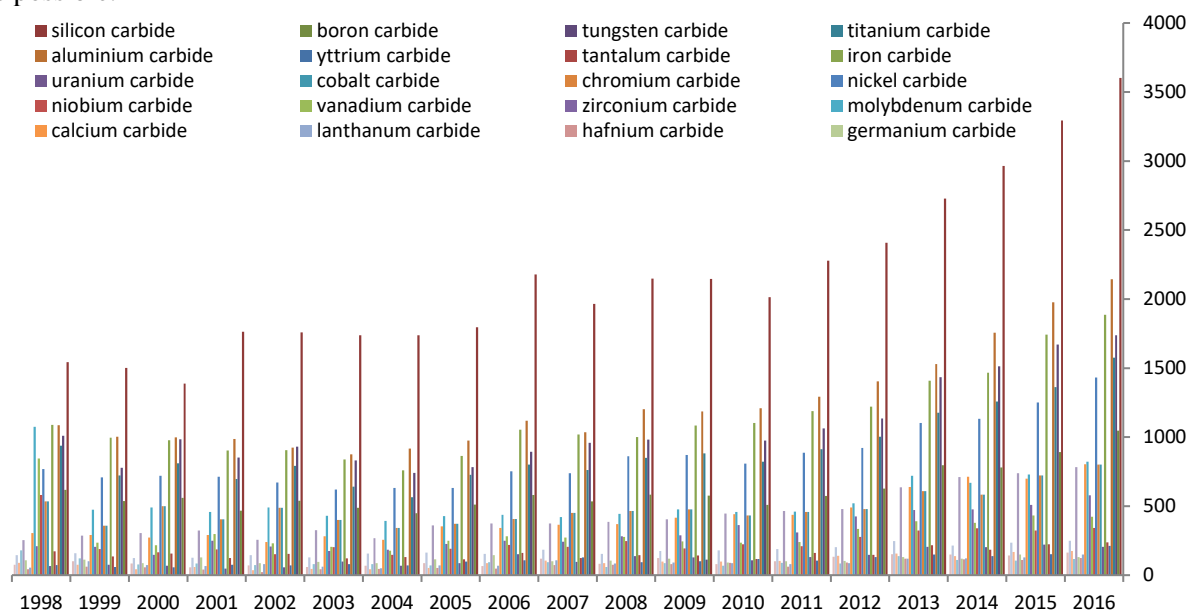 silicon carbide boron carbide tungsten carbide titanium carbide
aluminium carbide yttrium carbide tantalum carbide iron carbide
uranium carbide cobalt carbide chromium carbide nickel carbide
niobium carbide vanadium carbide zirconium carbide molybdenum carbide
calcium carbide lanthanum carbide hafnium carbide germanium carbide
4000
3500
3000
2500
2000
1500
1000
500
0
1998 1999 2000 2001 2002 2003 2004 2005 2006 2007 2008 2009 2010 2011 2012 2013 2014 2015 2016